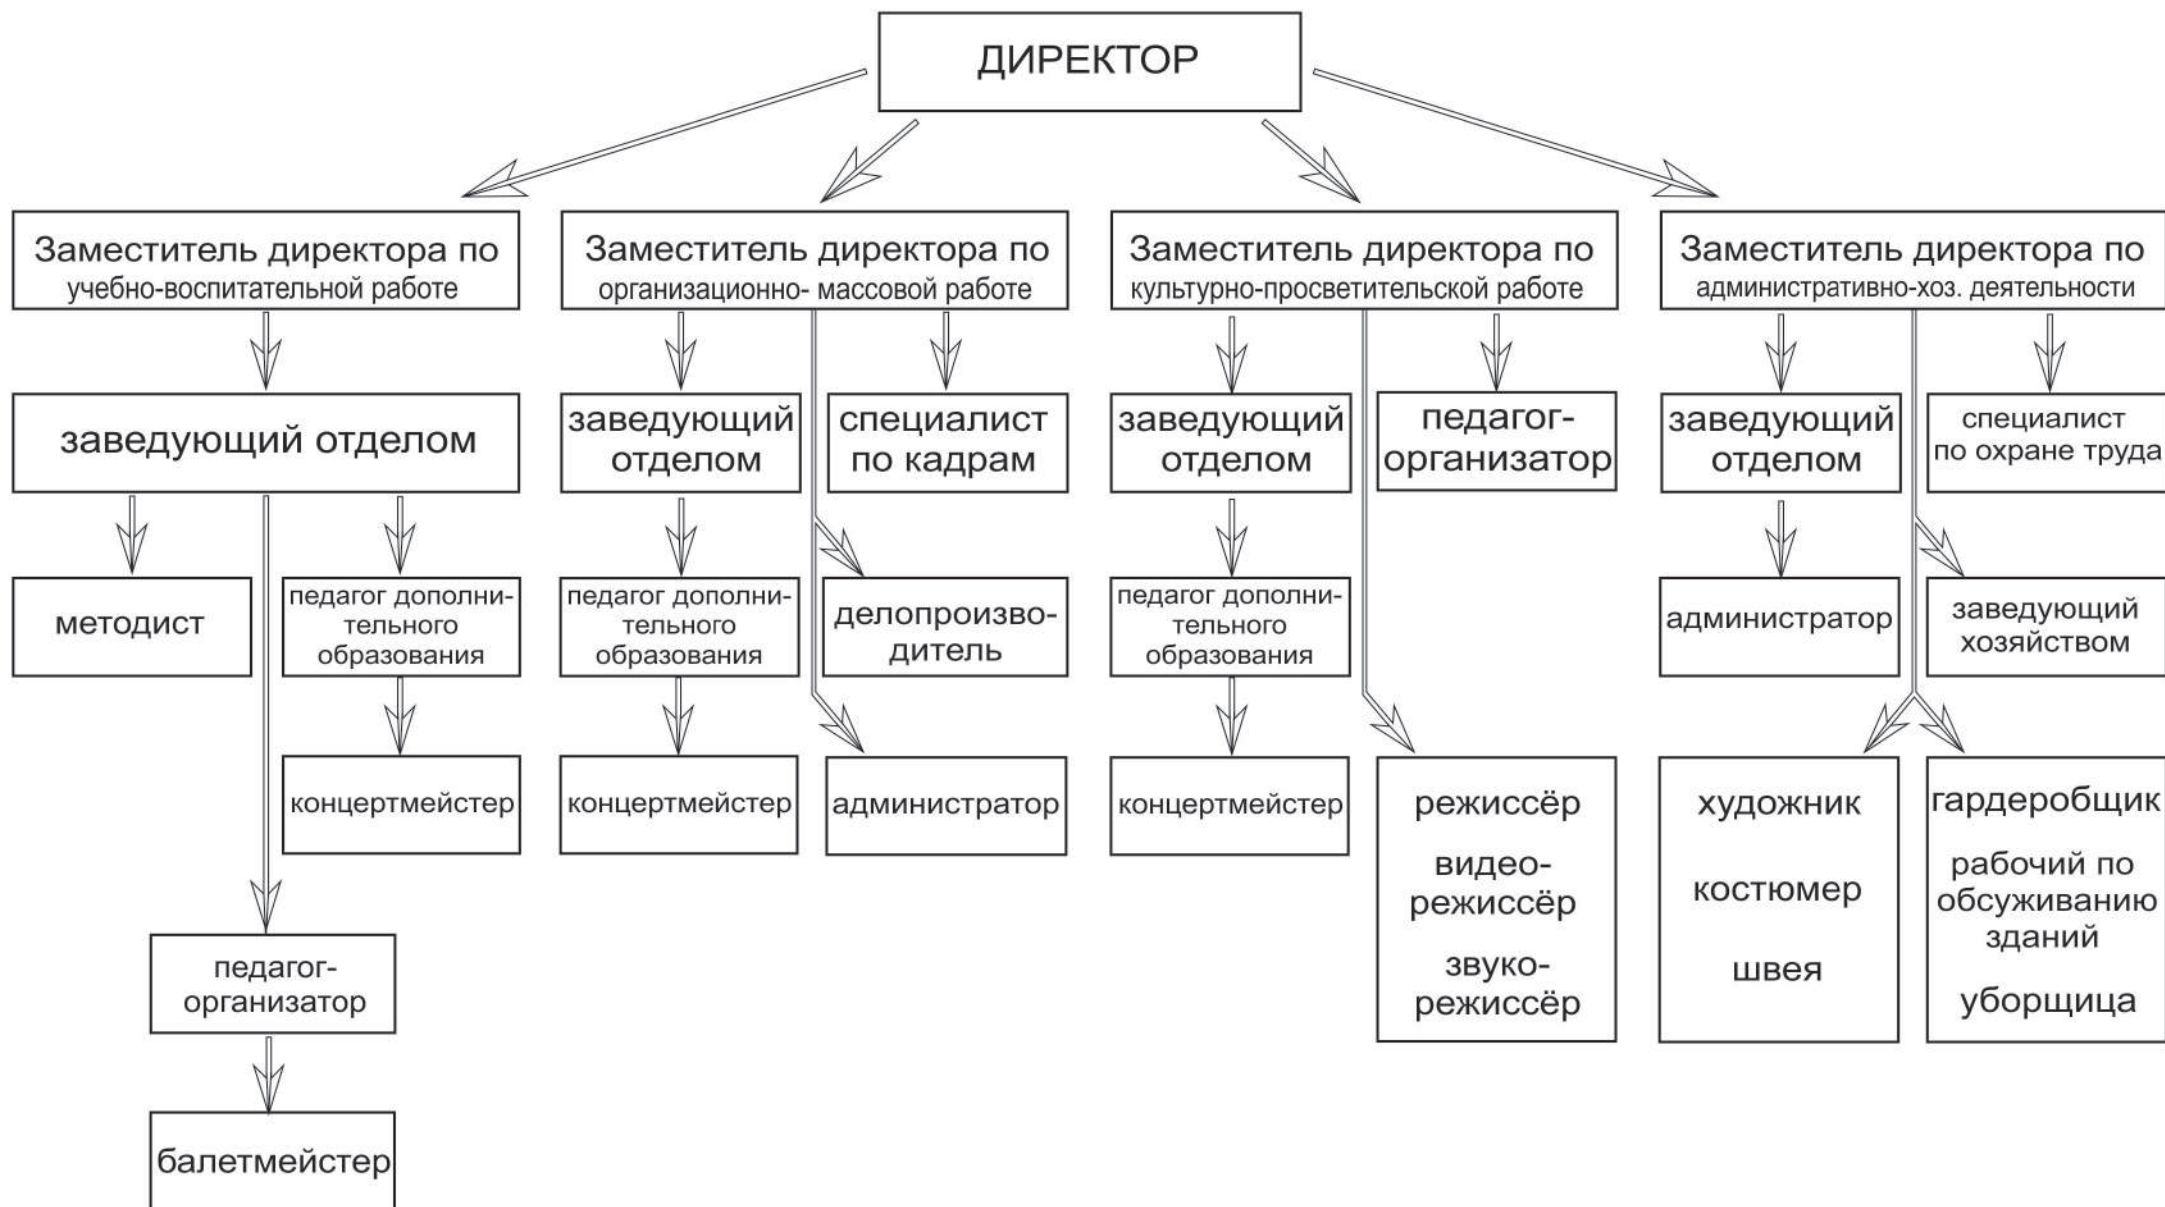 ДИРЕКТОР
Заместитель директора по
учебно-воспитательной работе
Заместитель директора по
организационно- массовой работе
Заместитель директора по
культурно-просветительской работе
Заместитель директора по
административно-хоз. деятельности
заведующий отделом
заведующий
отделом
специалист
по кадрам
заведующий
отделом
педагог-
организатор
заведующий
отделом
специалист
по охране труда
методист
педагог дополни-
тельного
образования
педагог дополни-
тельного
образования
делопроизво-
дитель
педагог дополни-
тельного
образования
администратор
заведующий
хозяйством
концертмейстер
концертмейстер
администратор
концертмейстер
режиссёр
видео-
режиссёр
звуко-
режиссёр
художник
костюмер
швея
гардеробщик
рабочий по
обсуживанию
зданий
уборщица
педагог-
организатор
балетмейстер